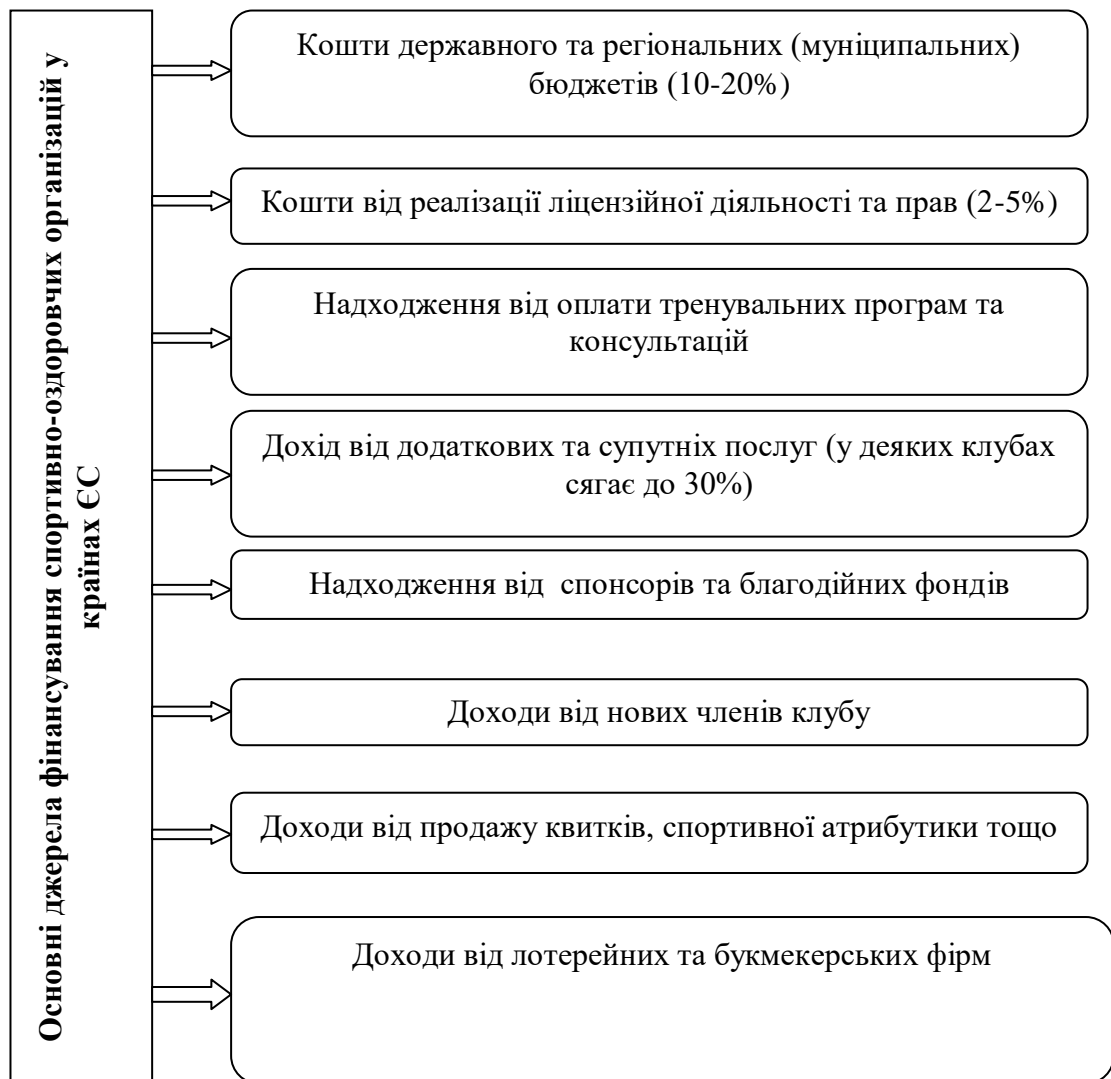 Основні джерела фінансування спортивно-оздоровчих організацій у
країнах ЄС
Кошти державного та регіональних (муніципальних)
бюджетів (10-20%)
Кошти від реалізації ліцензійної діяльності та прав (2-5%)
Надходження від оплати тренувальних програм та
консультацій
Дохід від додаткових та супутніх послуг (у деяких клубах
сягає до 30%)
Надходження від  спонсорів та благодійних фондів
Доходи від нових членів клубу
Доходи від продажу квитків, спортивної атрибутики тощо
Доходи від лотерейних та букмекерських фірм